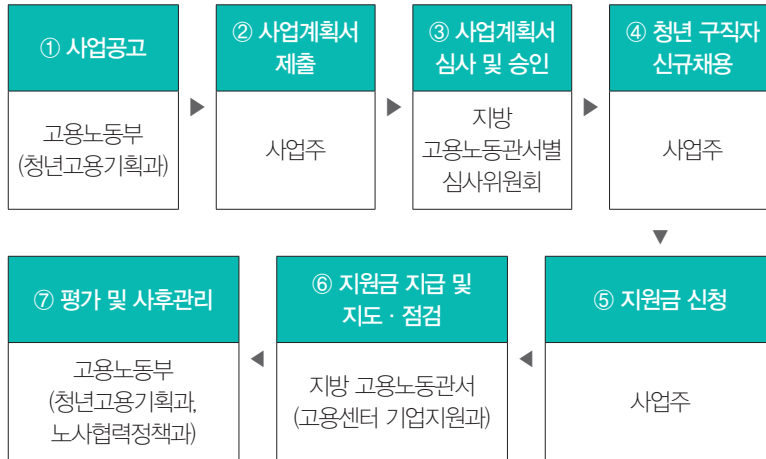 ① 사업공고
고용노동부
(청년고용기획과)
▶
② 사업계획서
제출
사업주
▶
③ 사업계획서
심사 및 승인
지방
고용노동관서별
심사위원회
▶
④ 청년 구직자
신규채용
사업주
▼
⑤ 지원금 신청
사업주
◀
⑥ 지원금 지급 및
지도 · 점검
지방 고용노동관서
(고용센터 기업지원과)
◀
⑦ 평가 및 사후관리
고용노동부
(청년고용기획과,
노사협력정책과)